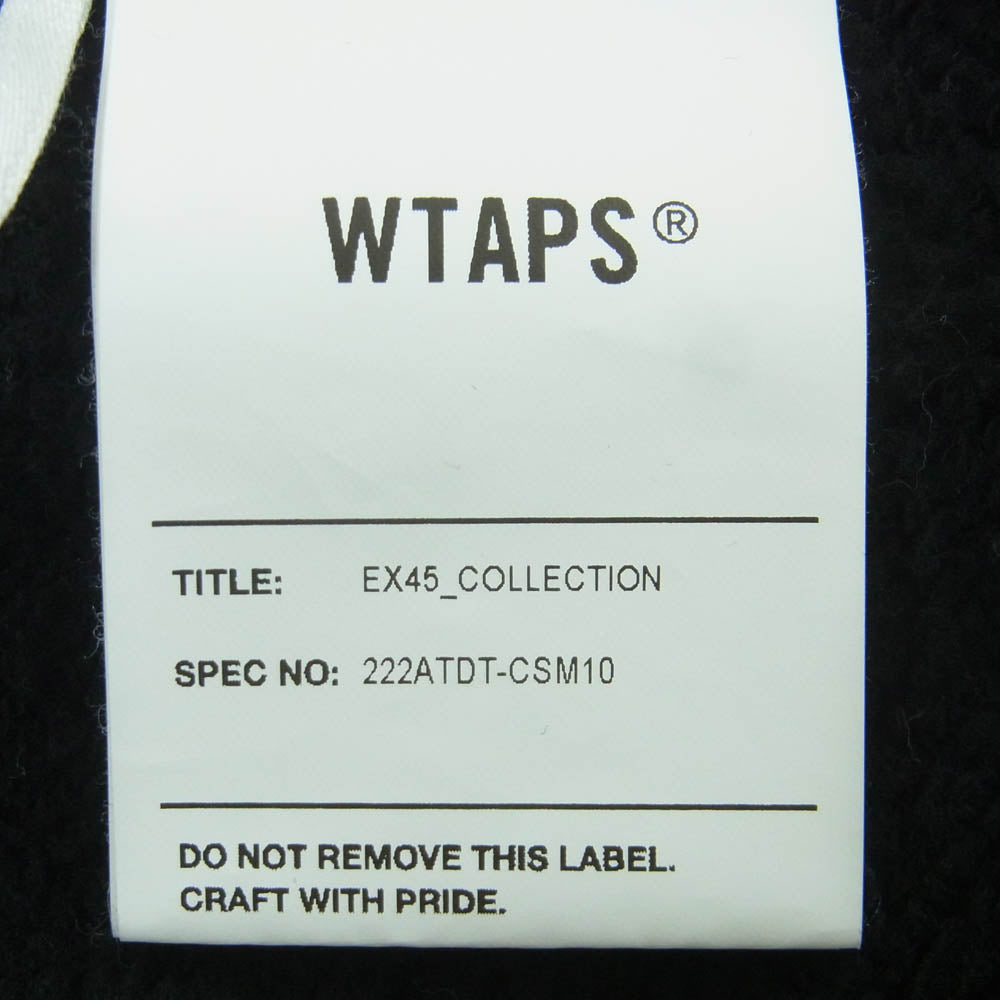 WTAPS®
TITLE: EX45_COLLECTION
SPEC NO: 222ATDT-CSM10
DO NOT REMOVE THIS LABEL.
CRAFT WITH PRIDE.